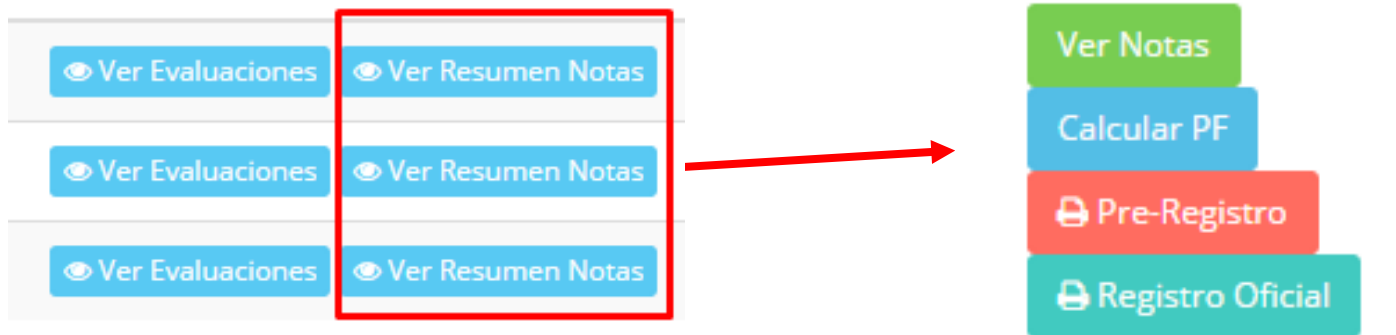 Ver Evaluaciones Ver Resumen Notas
Ver Evaluaciones Ver Resumen Notas
Ver Evaluaciones Ver Resumen Notas
Ver Notas
Calcular PF
Pre-Registro
Registro Oficial